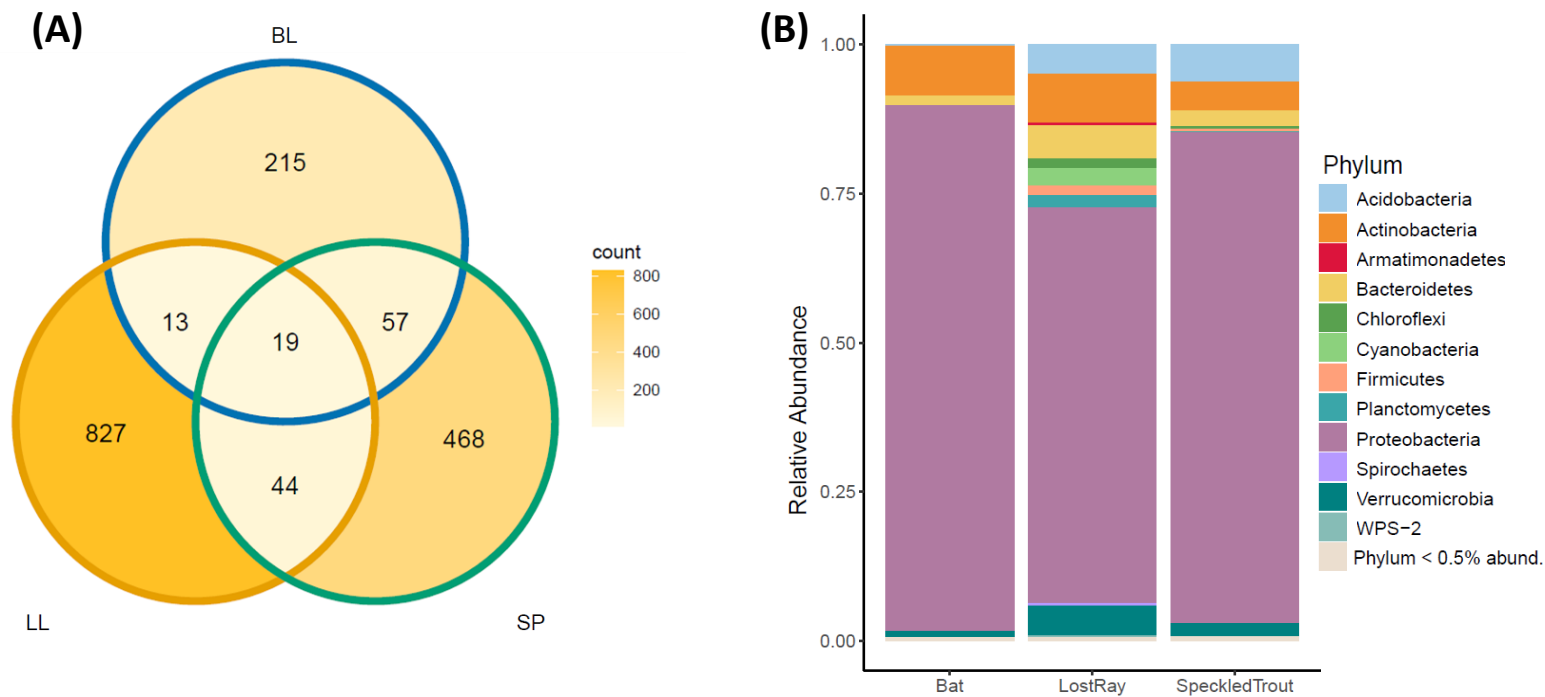 (A)
BL
215
13
19
57
827
468
44
LL
SP
count
800
600
400
200
(B)
1.00
0.75
0.50
0.25
0.00
Relative Abundance
Bat
LostRay
SpeckledTrout
Phylum
Acidobacteria
Actinobacteria
Armatimonadetes
Bacteroidetes
Chloroflexi
Cyanobacteria
Firmicutes
Planctomycetes
Proteobacteria
Spirochaetes
Verrucomicrobia
WPS−2
Phylum < 0.5% abund.